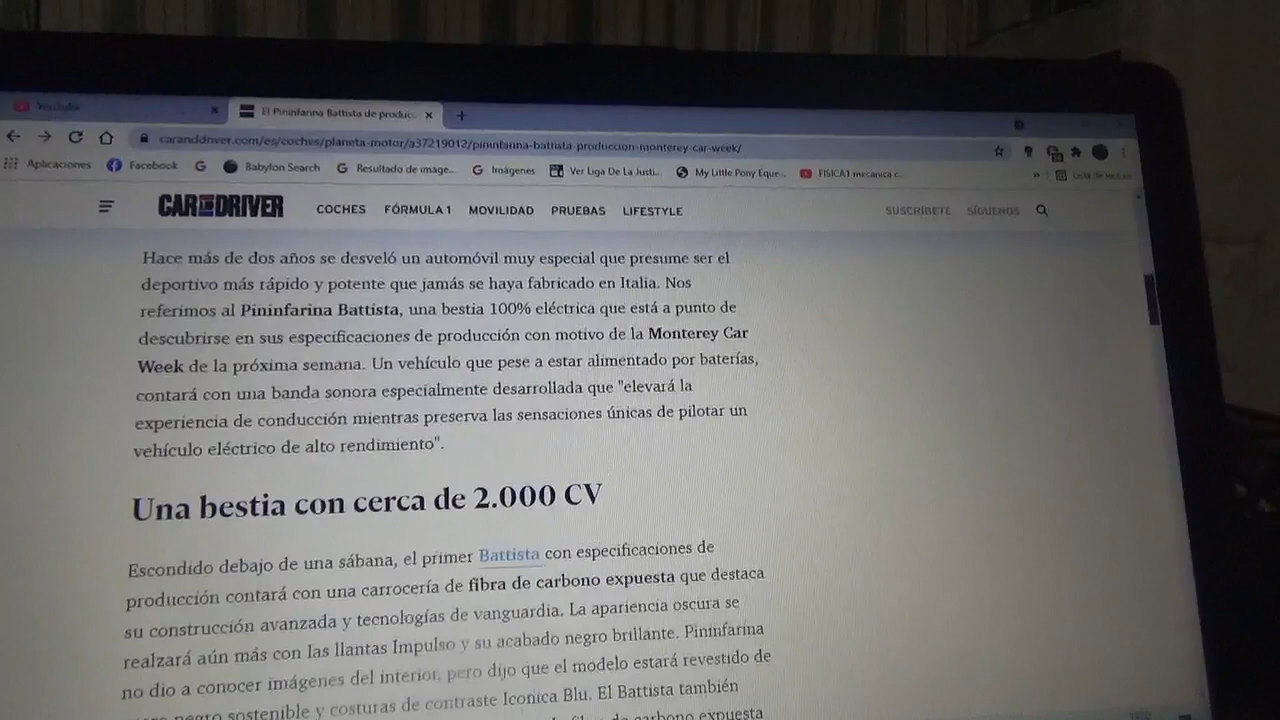 YouTube
El Pininfarina Battista de produc
caranddriver.com/es/coches/planeta-motor/a37219012/pininfarina-battista-produccion-monterey-car-week/
Aplicaciones Facebook Babylon Search Resultado de image... Imágenes Ver Liga De La Justi... My Little Pony Eque... FISICA1 mecanica c...
CAR DRIVER COCHES FÓRMULA 1 MOVILIDAD PRUEBAS LIFESTYLE SUSCRÍBETE SÍGUENOS
Hace más de dos años se desveló un automóvil muy especial que presume ser el
deportivo más rápido y potente que jamás se haya fabricado en Italia. Nos
referimos al Pininfarina Battista, una bestia 100% eléctrica que está a punto de
descubrirse en sus especificaciones de producción con motivo de la Monterey Car
Week de la próxima semana. Un vehículo que pese a estar alimentado por baterías,
contará con una banda sonora especialmente desarrollada que "elevará la
experiencia de conducción mientras preserva las sensaciones únicas de pilotar un
vehículo eléctrico de alto rendimiento".
Una bestia con cerca de 2.000 CV
Escondido debajo de una sábana, el primer Battista con especificaciones de
producción contará con una carrocería de fibra de carbono expuesta que destaca
su construcción avanzada y tecnologías de vanguardia. La apariencia oscura se
realzará aún más con las llantas Impulso y su acabado negro brillante. Pininfarina
no dio a conocer imágenes del interior, pero dijo que el modelo estará revestido de
negro sostenible y costuras de contraste Iconica Blu. El Battista también
de carbono expuesta